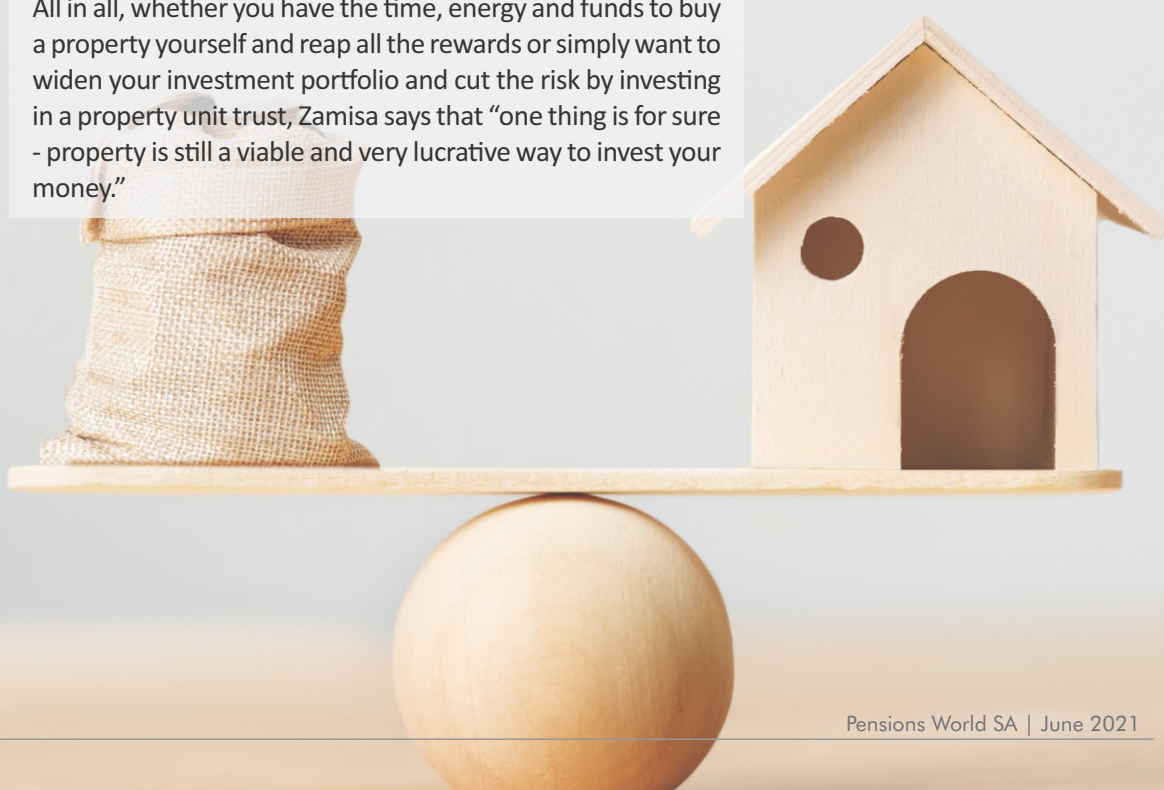 All in all, whether you have the time, energy and funds to buy
a property yourself and reap all the rewards or simply want to
widen your investment portfolio and cut the risk by investing
in a property unit trust, Zamisa says that “one thing is for sure
- property is still a viable and very lucrative way to invest your
money.”
Pensions World SA | June 2021